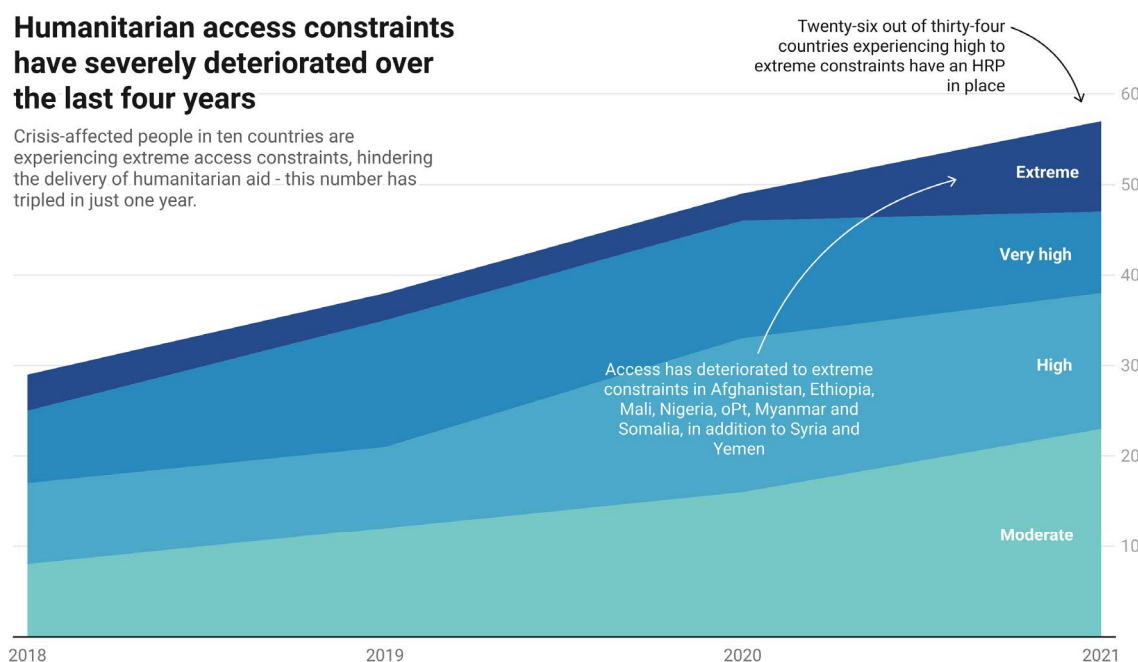 Humanitarian access constraints
have severely deteriorated over
the last four years
Crisis-affected people in ten countries are
experiencing extreme access constraints, hindering
the delivery of humanitarian aid - this number has
tripled in just one year.
Twenty-six out of thirty-four
countries experiencing high to
extreme constraints have an HRP
in place
60
Extreme
50
Very high
40
Access has deteriorated to extreme
constraints in Afghanistan, Ethiopia,
Mali, Nigeria, oPt, Myanmar and
Somalia, in addition to Syria and
Yemen
High
30
20
Moderate
10
2018
2019
2020
2021